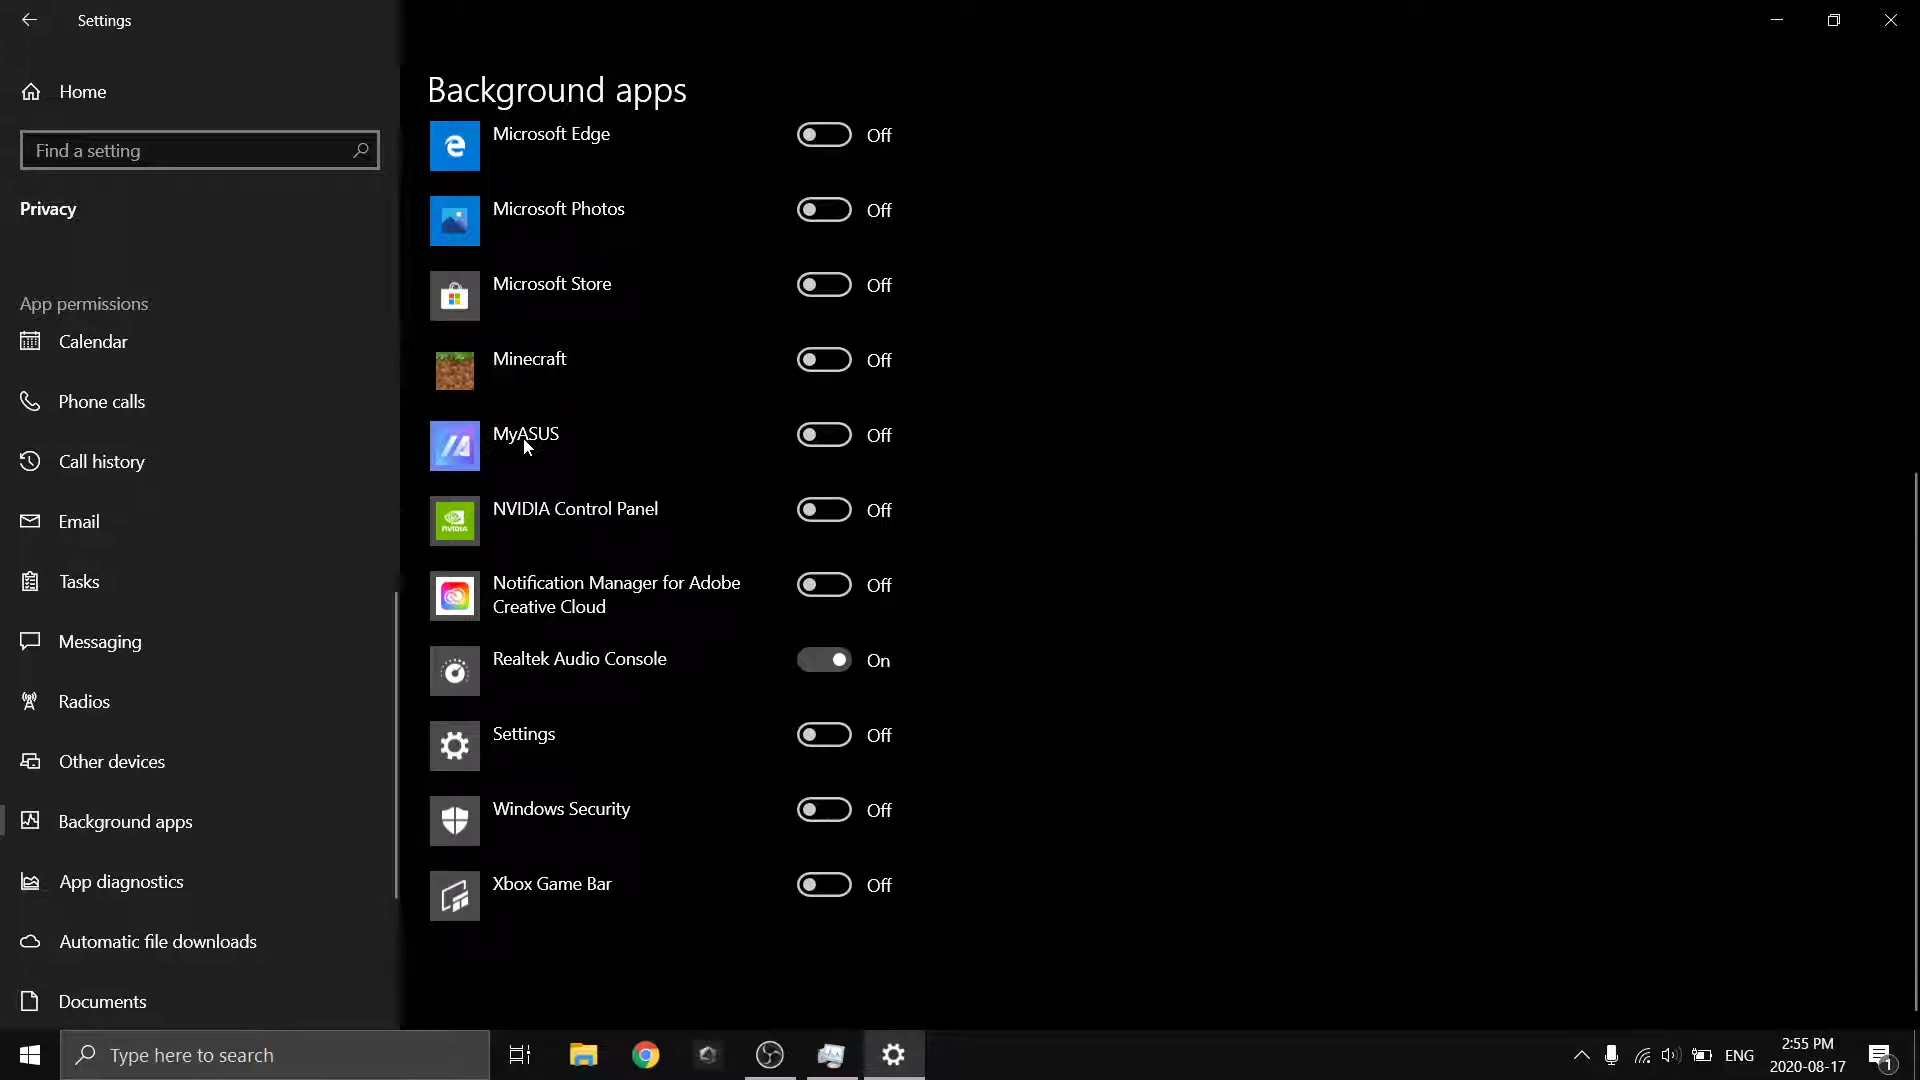 Settings
Home
Find a setting
Privacy
App permissions
Calendar
Phone calls
Call history
Email
Tasks
Messaging
Radios
Other devices
Background apps
App diagnostics
Automatic file downloads
Documents
Background apps
Microsoft Edge Off
Microsoft Photos Off
Microsoft Store Off
Minecraft Off
MyASUS Off
NVIDIA Control Panel Off
NVIDIA
Notification Manager for Adobe
Creative Cloud Off
Realtek Audio Console On
Settings Off
Windows Security Off
Xbox Game Bar Off
Type here to search
ENG
2:55 PM
2020-08-17
1